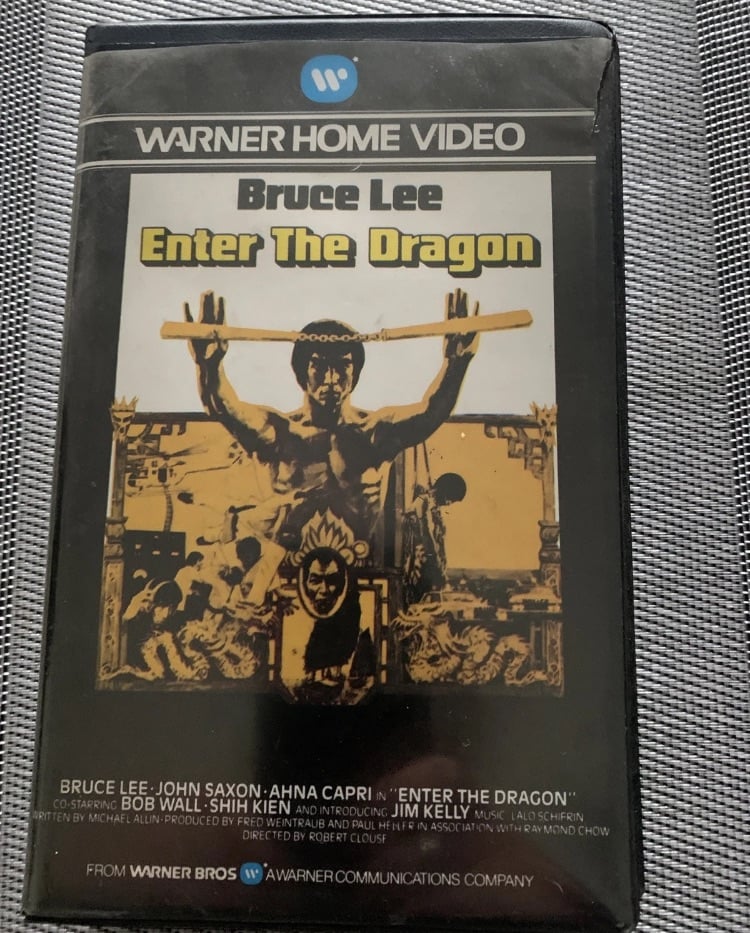 WARNER HOME VIDEO
Bruce Lee
Enter The Dragon
BRUCE LEE · JOHN SAXON · AHNA CAPRI IN "ENTER THE DRAGON"
CO-STARRING BOB WALL · SHIH KIEN AND INTRODUCING JIM KELLY MUSIC LALO SCHIFRIN
WRITTEN BY MICHAEL ALLIN · PRODUCED BY FRED WEINTRAUB AND PAUL HELLER IN ASSOCIATION WITH RAYMOND CHOW
DIRECTED BY ROBERT CLOUSE
FROM WARNER BROS A WARNER COMMUNICATIONS COMPANY